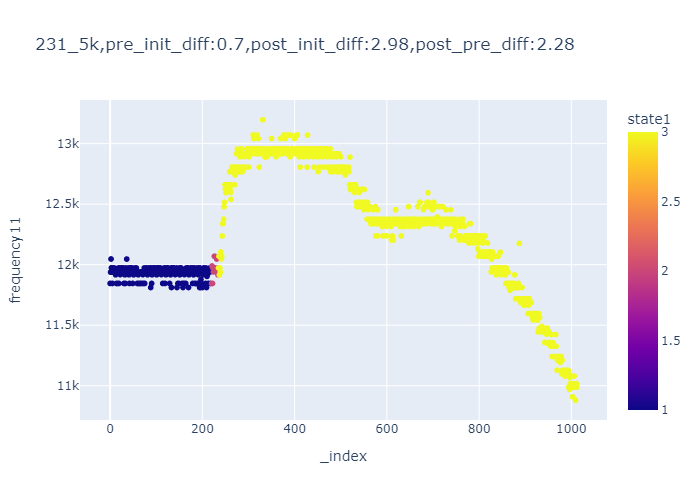 231_5k,pre_init_diff:0.7,post_init_diff:2.98,post_pre_diff:2.28
state1
3
2.5
2
1.5
1
13k
12.5k
12k
11.5k
11k
frequency11
0
200
400
600
800
1000
_index